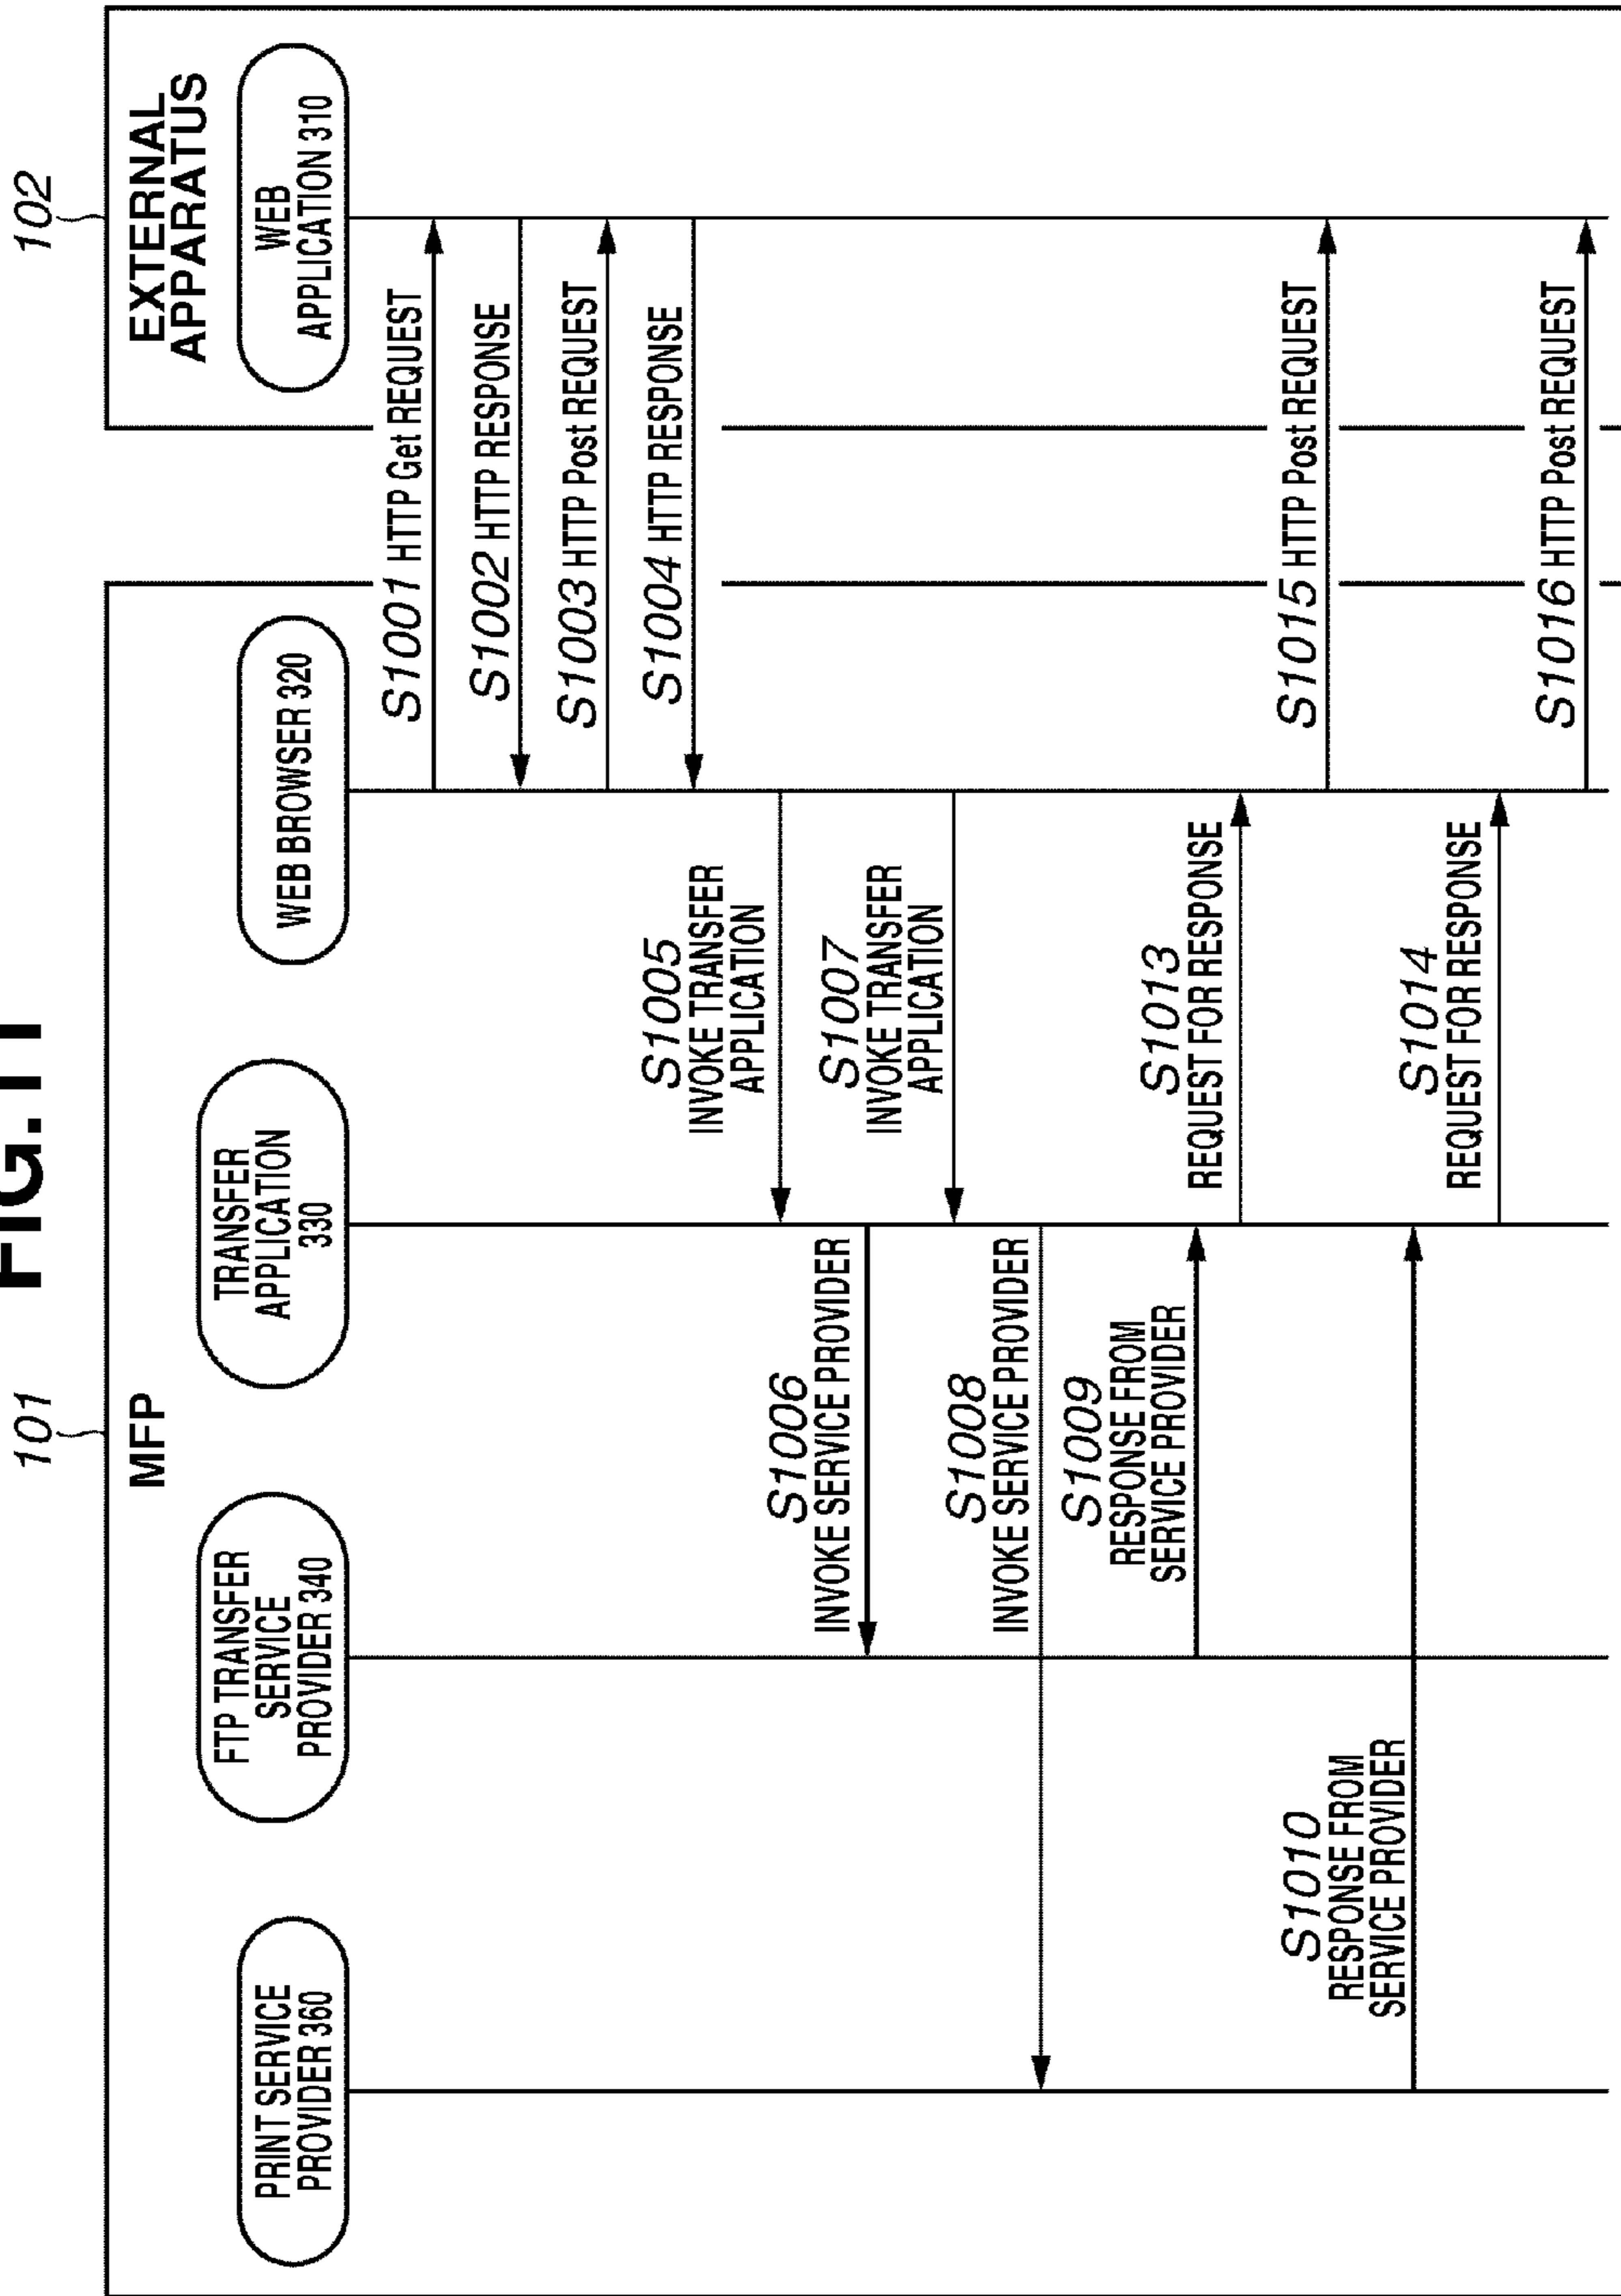 FIG.11
101
102
MFP
EXTERNAL
APPARATUS
PRINT SERVICE
PROVIDER 360
FTP TRANSFER
SERVICE
PROVIDER 340
TRANSFER
APPLICATION
330
WEB BROWSER 320
WEB
APPLICATION 310
S1001 HTTP Get REQUEST
S1002 HTTP RESPONSE
S1003 HTTP Post REQUEST
S1004 HTTP RESPONSE
S1005
INVOKE TRANSFER
APPLICATION
S1006
INVOKE SERVICE PROVIDER
S1007
INVOKE TRANSFER
APPLICATION
S1008
INVOKE SERVICE PROVIDER
S1009
RESPONSE FROM
SERVICE PROVIDER
S1013
REQUEST FOR RESPONSE
S1015 HTTP Post REQUEST
S1010
RESPONSE FROM
SERVICE PROVIDER
S1014
REQUEST FOR RESPONSE
S1016 HTTP Post REQUEST